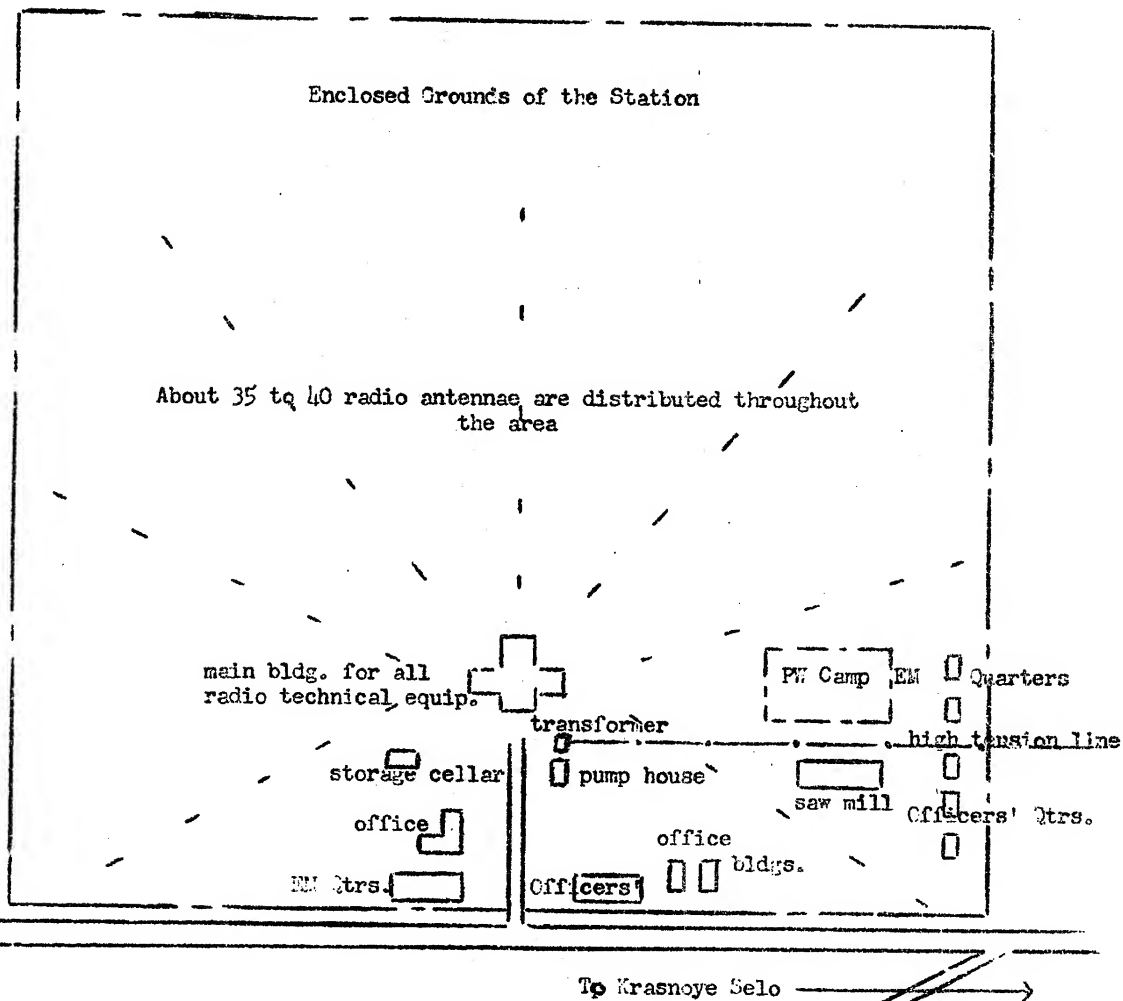 Enclosed Grounds of the Station
About 35 to 40 radio antennae are distributed throughout
the area
main bldg. for all
radio technical equip.
PW Camp
EM Quarters
transformer
high tension line
storage cellar
pump house
saw mill
Officers' Qtrs.
office
office
bldgs.
EM Qtrs.
Officers'
To Krasnoye Selo